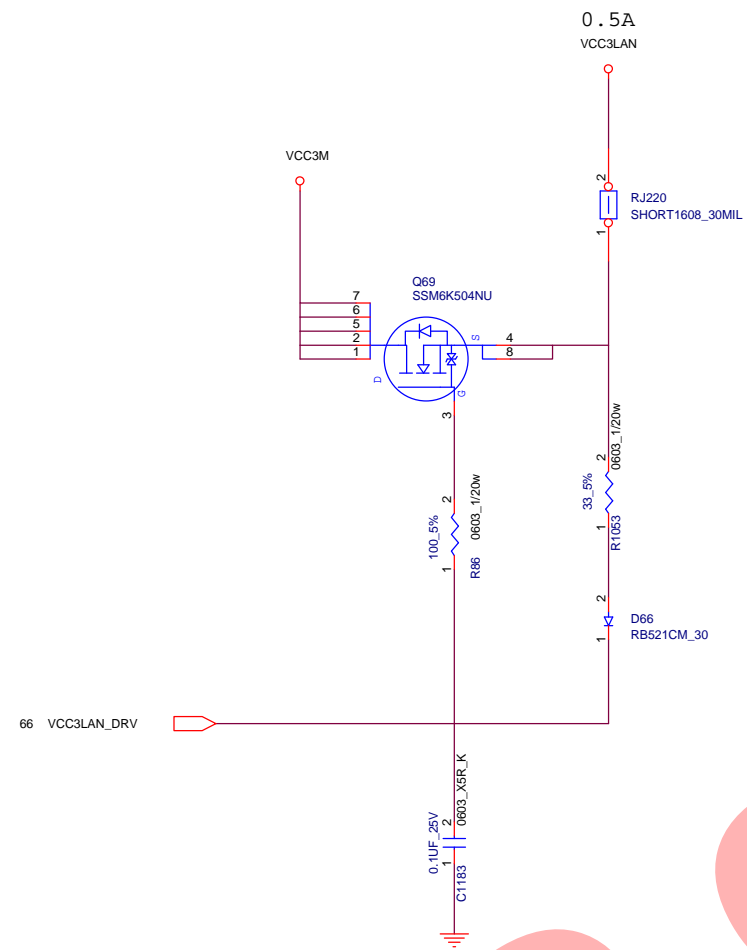 0.5A
VCC3LAN
VCC3M
2
RJ220
SHORT1608_30MIL
1
Q69
SSM6K504NU
7
6
5
2
1
S
4
8
D
G
3
2
0603_1/20w
33_5%
1
R1053
2
0603_1/20w
100_5%
1
R86
2
D66
RB521CM_30
1
66 VCC3LAN_DRV
0603_X5R_K
2
0.1UF_25V
1
C1183